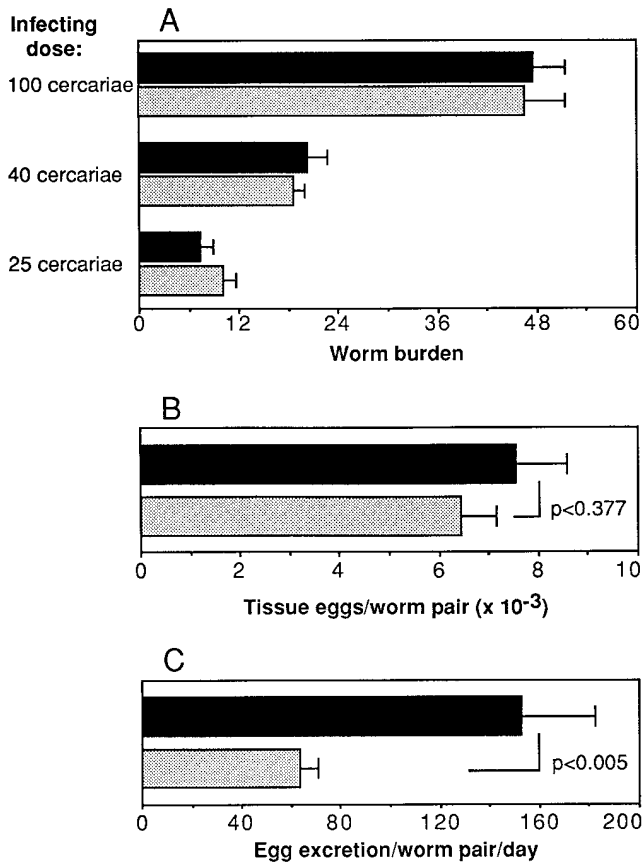 Infecting
dose:
A
100 cercariae
40 cercariae
25 cercariae
0 12 24 36 48 60
Worm burden
B
p<0.377
0 2 4 6 8 10
Tissue eggs/worm pair (x 10-3)
C
p<0.005
0 40 80 120 160 200
Egg excretion/worm pair/day